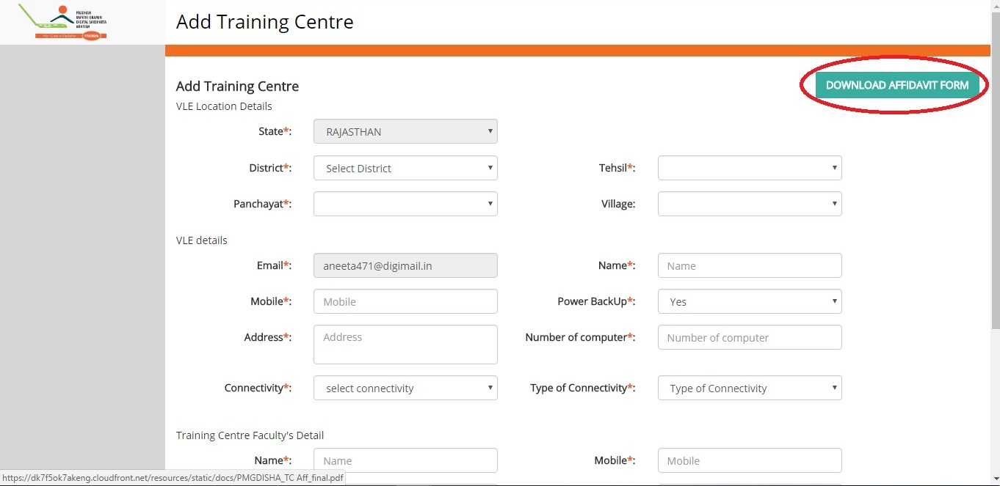 PRADHAN
MANTRI GRAMIN
DIGITAL SAKSHARTA
ABHIYAN
PMGDISHA
Add Training Centre
Add Training Centre
DOWNLOAD AFFIDAVIT FORM
VLE Location Details
State*: RAJASTHAN
District*: Select District Tehsil*:
Panchayat*: Village:
VLE details
Email*: aneeta471@digimail.in Name*: Name
Mobile*: Mobile Power BackUp*: Yes
Address*: Address Number of computer*: Number of computer
Connectivity*: select connectivity Type of Connectivity*: Type of Connectivity
Training Centre Faculty's Detail
Name*: Name Mobile*: Mobile
https://dk7f5ok7akeng.cloudfront.net/resources/static/docs/PMGDISHA_TC Aff_final.pdf